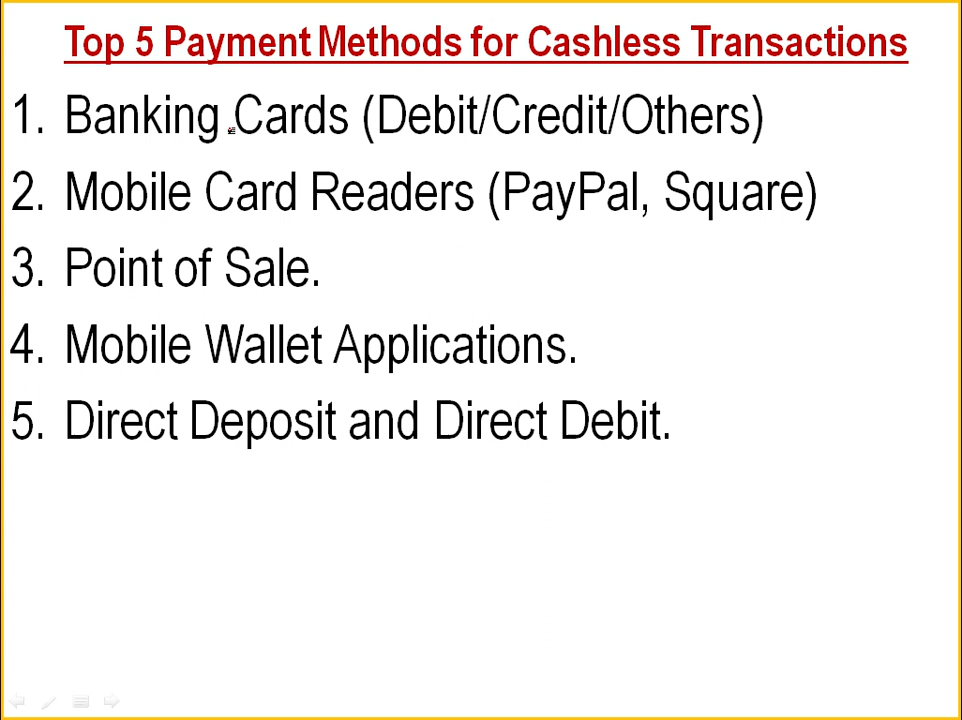 Top 5 Payment Methods for Cashless Transactions
1. Banking Cards (Debit/Credit/Others)
2. Mobile Card Readers (PayPal, Square)
3. Point of Sale.
4. Mobile Wallet Applications.
5. Direct Deposit and Direct Debit.